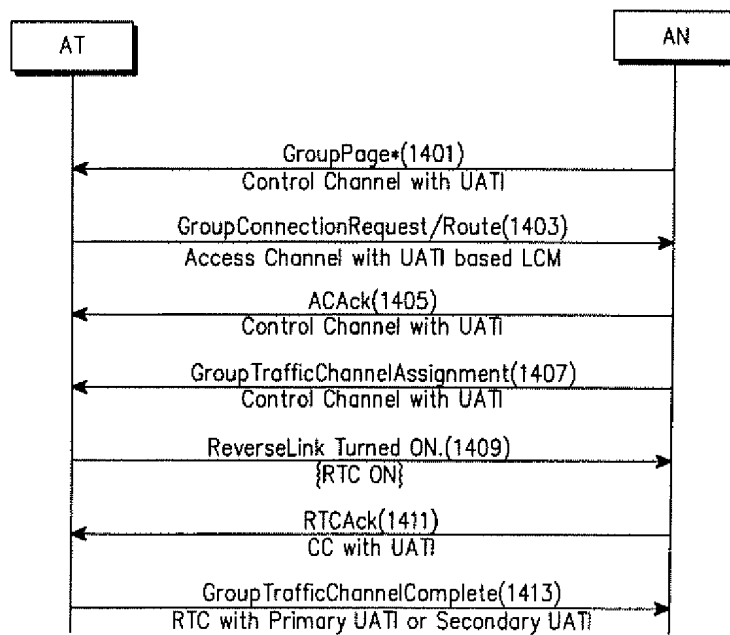 AT
AN
GroupPage*(1401)
Control Channel with UATI
GroupConnectionRequest/Route(1403)
Access Channel with UATI based LCM
ACAck(1405)
Control Channel with UATI
GroupTrafficChannelAssignment(1407)
Control Channel with UATI
ReverseLink Turned ON.(1409)
{RTC ON}
RTCAck(1411)
CC with UATI
GroupTrafficChannelComplete(1413)
RTC with Primary UATI or Secondary UATI